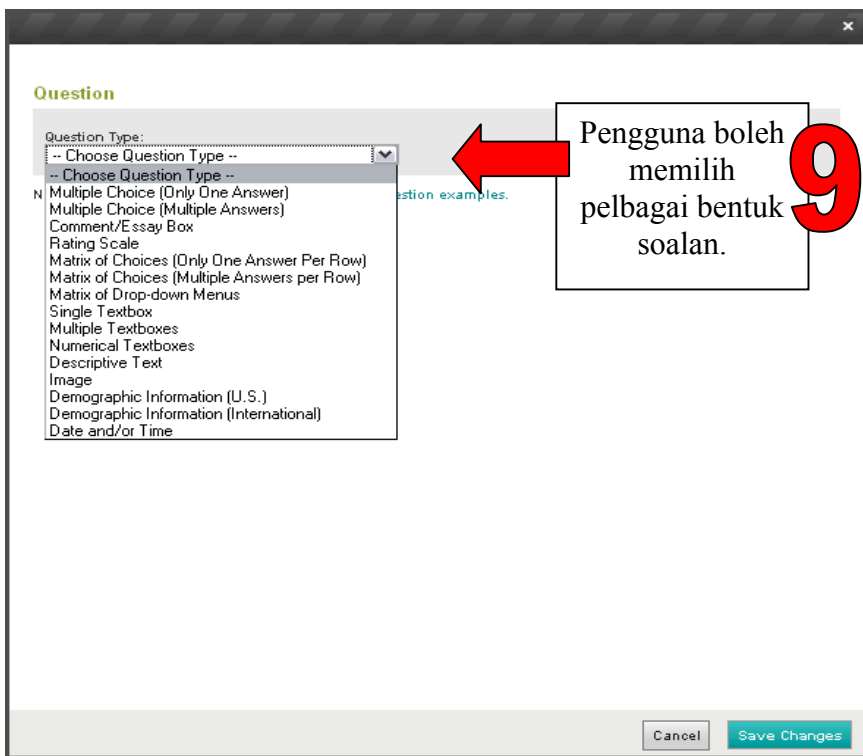 ×
Question
Question Type:
-- Choose Question Type --
-- Choose Question Type --
Multiple Choice (Only One Answer)
Multiple Choice (Multiple Answers)
Comment/Essay Box
Rating Scale
Matrix of Choices (Only One Answer Per Row)
Matrix of Choices (Multiple Answers per Row)
Matrix of Drop-down Menus
Single Textbox
Multiple Textboxes
Numerical Textboxes
Descriptive Text
Image
Demographic Information (U.S.)
Demographic Information (International)
Date and/or Time
examples.
Pengguna boleh
memilih
pelbagai bentuk
soalan.
9
Cancel
Save Changes